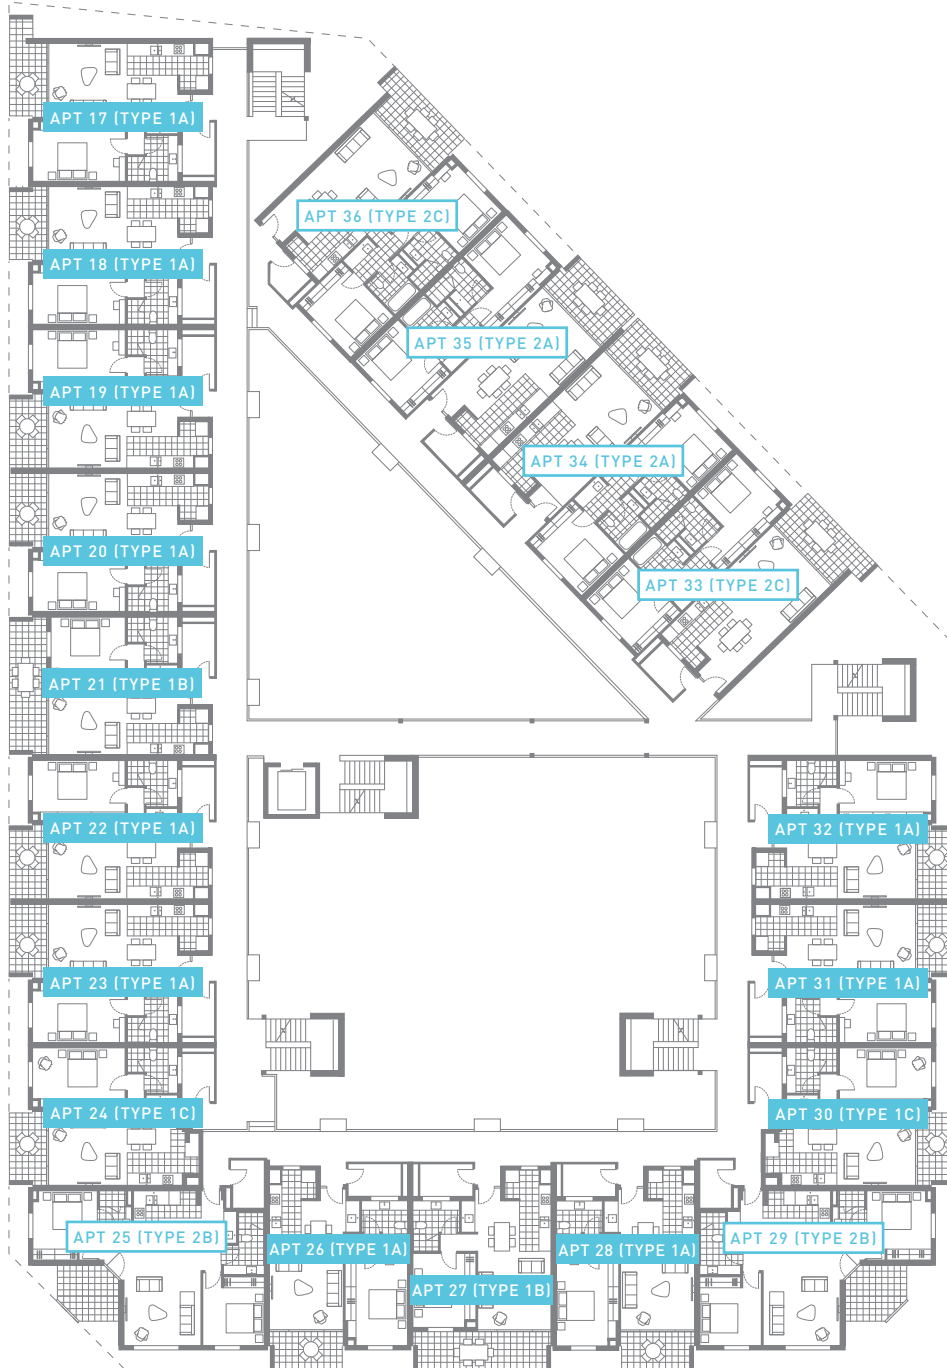 APT 17 (TYPE 1A)
APT 36 (TYPE 2C)
APT 18 (TYPE 1A)
APT 35 (TYPE 2A)
APT 19 (TYPE 1A)
APT 34 (TYPE 2A)
APT 20 (TYPE 1A)
APT 33 (TYPE 2C)
APT 21 (TYPE 1B)
APT 22 (TYPE 1A)
APT 32 (TYPE 1A)
APT 23 (TYPE 1A)
APT 31 (TYPE 1A)
APT 24 (TYPE 1C)
APT 30 (TYPE 1C)
APT 25 (TYPE 2B)
APT 26 (TYPE 1A)
APT 27 (TYPE 1B)
APT 28 (TYPE 1A)
APT 29 (TYPE 2B)